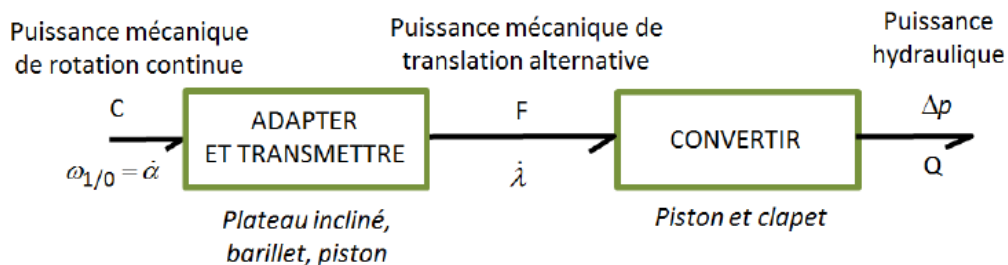 Puissance mécanique
de rotation continue
C
ω1/0 = α̇
ADAPTER
ET TRANSMETTRE
Plateau incliné,
barillet, piston
Puissance mécanique de
translation alternative
F
λ̇
CONVERTIR
Piston et clapet
Puissance
hydraulique
Δp
Q